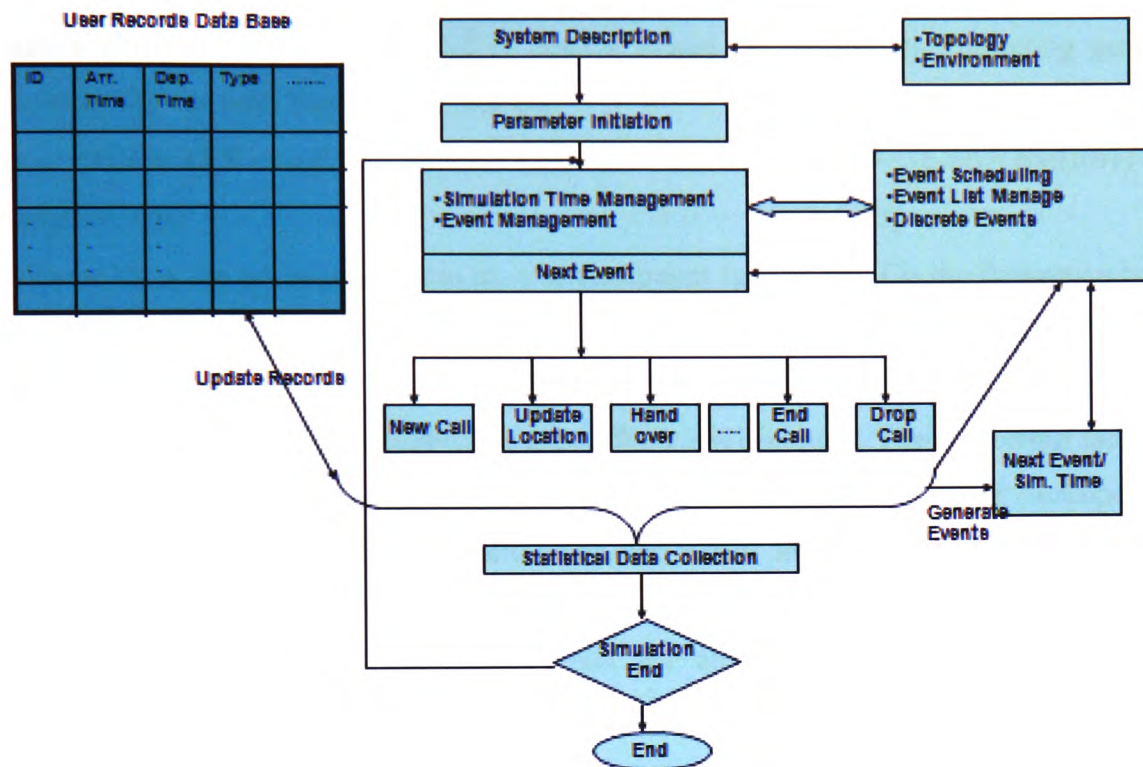 User Records Data Base
ID
Arr.
Time
Dep.
Time
Type
........
-
-
-
-
-
-
-
-
-
System Description
•Topology
•Environment
Parameter Initiation
•Simulation Time Management
•Event Management
Next Event
•Event Scheduling
•Event List Manage
•Discrete Events
Update Records
New Call
Update
Location
Hand
over
....
End
Call
Drop
Call
Next Event/
Sim. Time
Generate
Events
Statistical Data Collection
Simulation
End
End